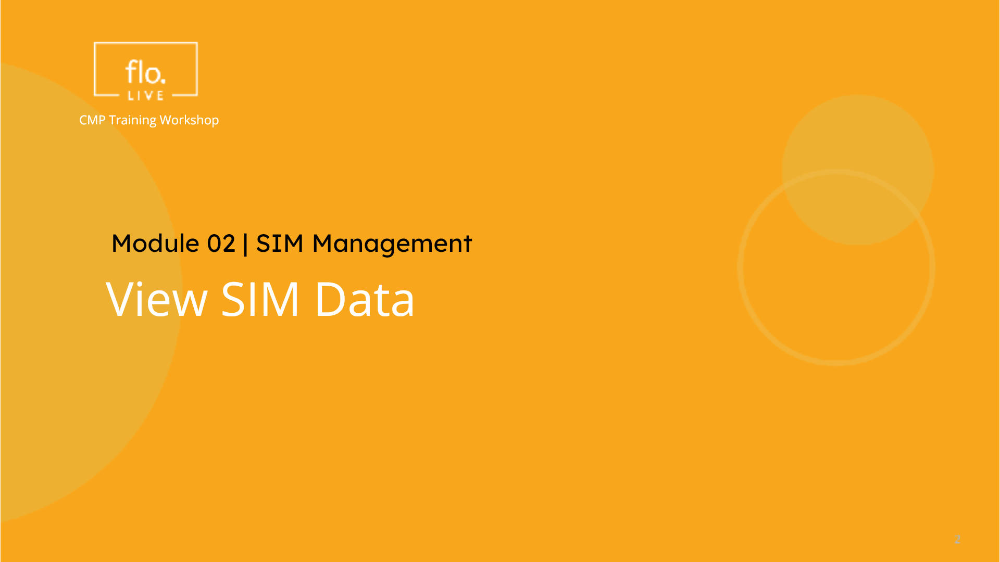 flo.
LIVE
CMP Training Workshop
Module 02 | SIM Management
View SIM Data
2